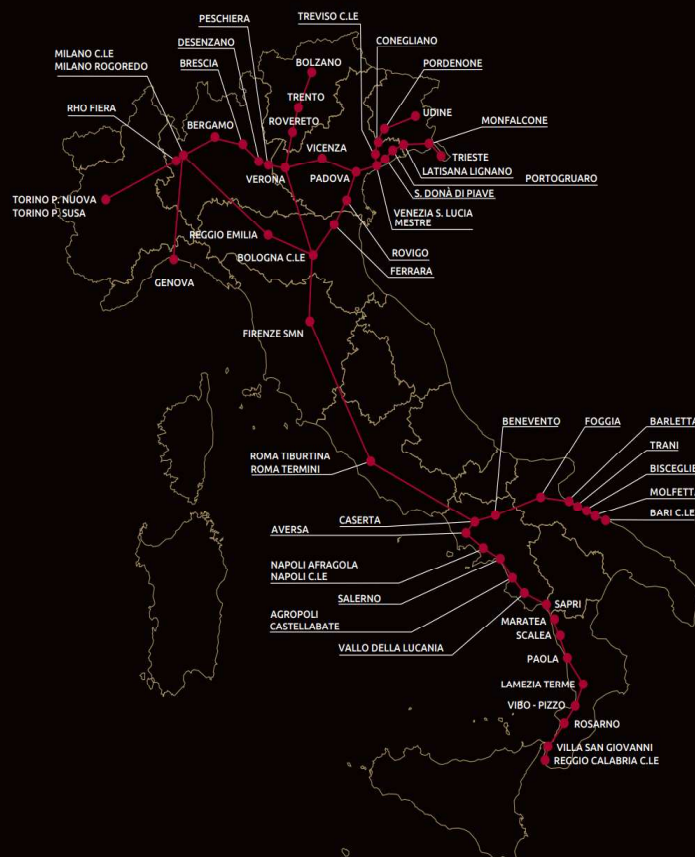 PESCHIERA
TREVISO C.LE
DESENZANO
CONEGLIANO
MILANO C.LE
MILANO ROGOREDO
BRESCIA
BOLZANO
PORDENONE
RHO FIERA
TRENTO
BERGAMO
ROVERETO
UDINE
MONFALCONE
VICENZA
TRIESTE
VERONA
PADOVA
LATISANA LIGNANO
PORTOGRUARO
S. DONÀ DI PIAVE
TORINO P. NUOVA
TORINO P. SUSA
VENEZIA S. LUCIA
MESTRE
REGGIO EMILIA
ROVIGO
BOLOGNA C.LE
FERRARA
GENOVA
FIRENZE SMN
BENEVENTO
FOGGIA
BARLETTA
TRANI
ROMA TIBURTINA
ROMA TERMINI
BISCEGLIE
MOLFETTA
BARI C.LE
CASERTA
AVERSA
NAPOLI AFRAGOLA
NAPOLI C.LE
SALERNO
SAPRI
AGROPOLI
CASTELLABATE
MARATEA
SCALEA
VALLO DELLA LUCANIA
PAOLA
LAMEZIA TERME
VIBO - PIZZO
ROSARNO
VILLA SAN GIOVANNI
REGGIO CALABRIA C.LE